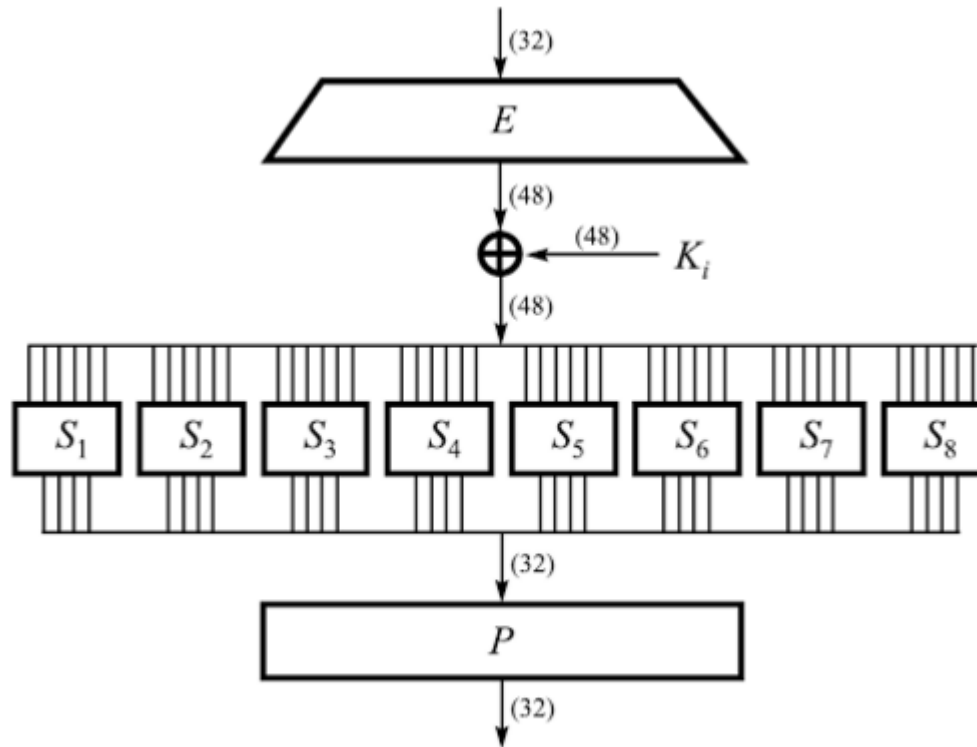 (32)
E
(48)
(48) K_i
(48)
S_1 S_2 S_3 S_4 S_5 S_6 S_7 S_8
(32)
P
(32)